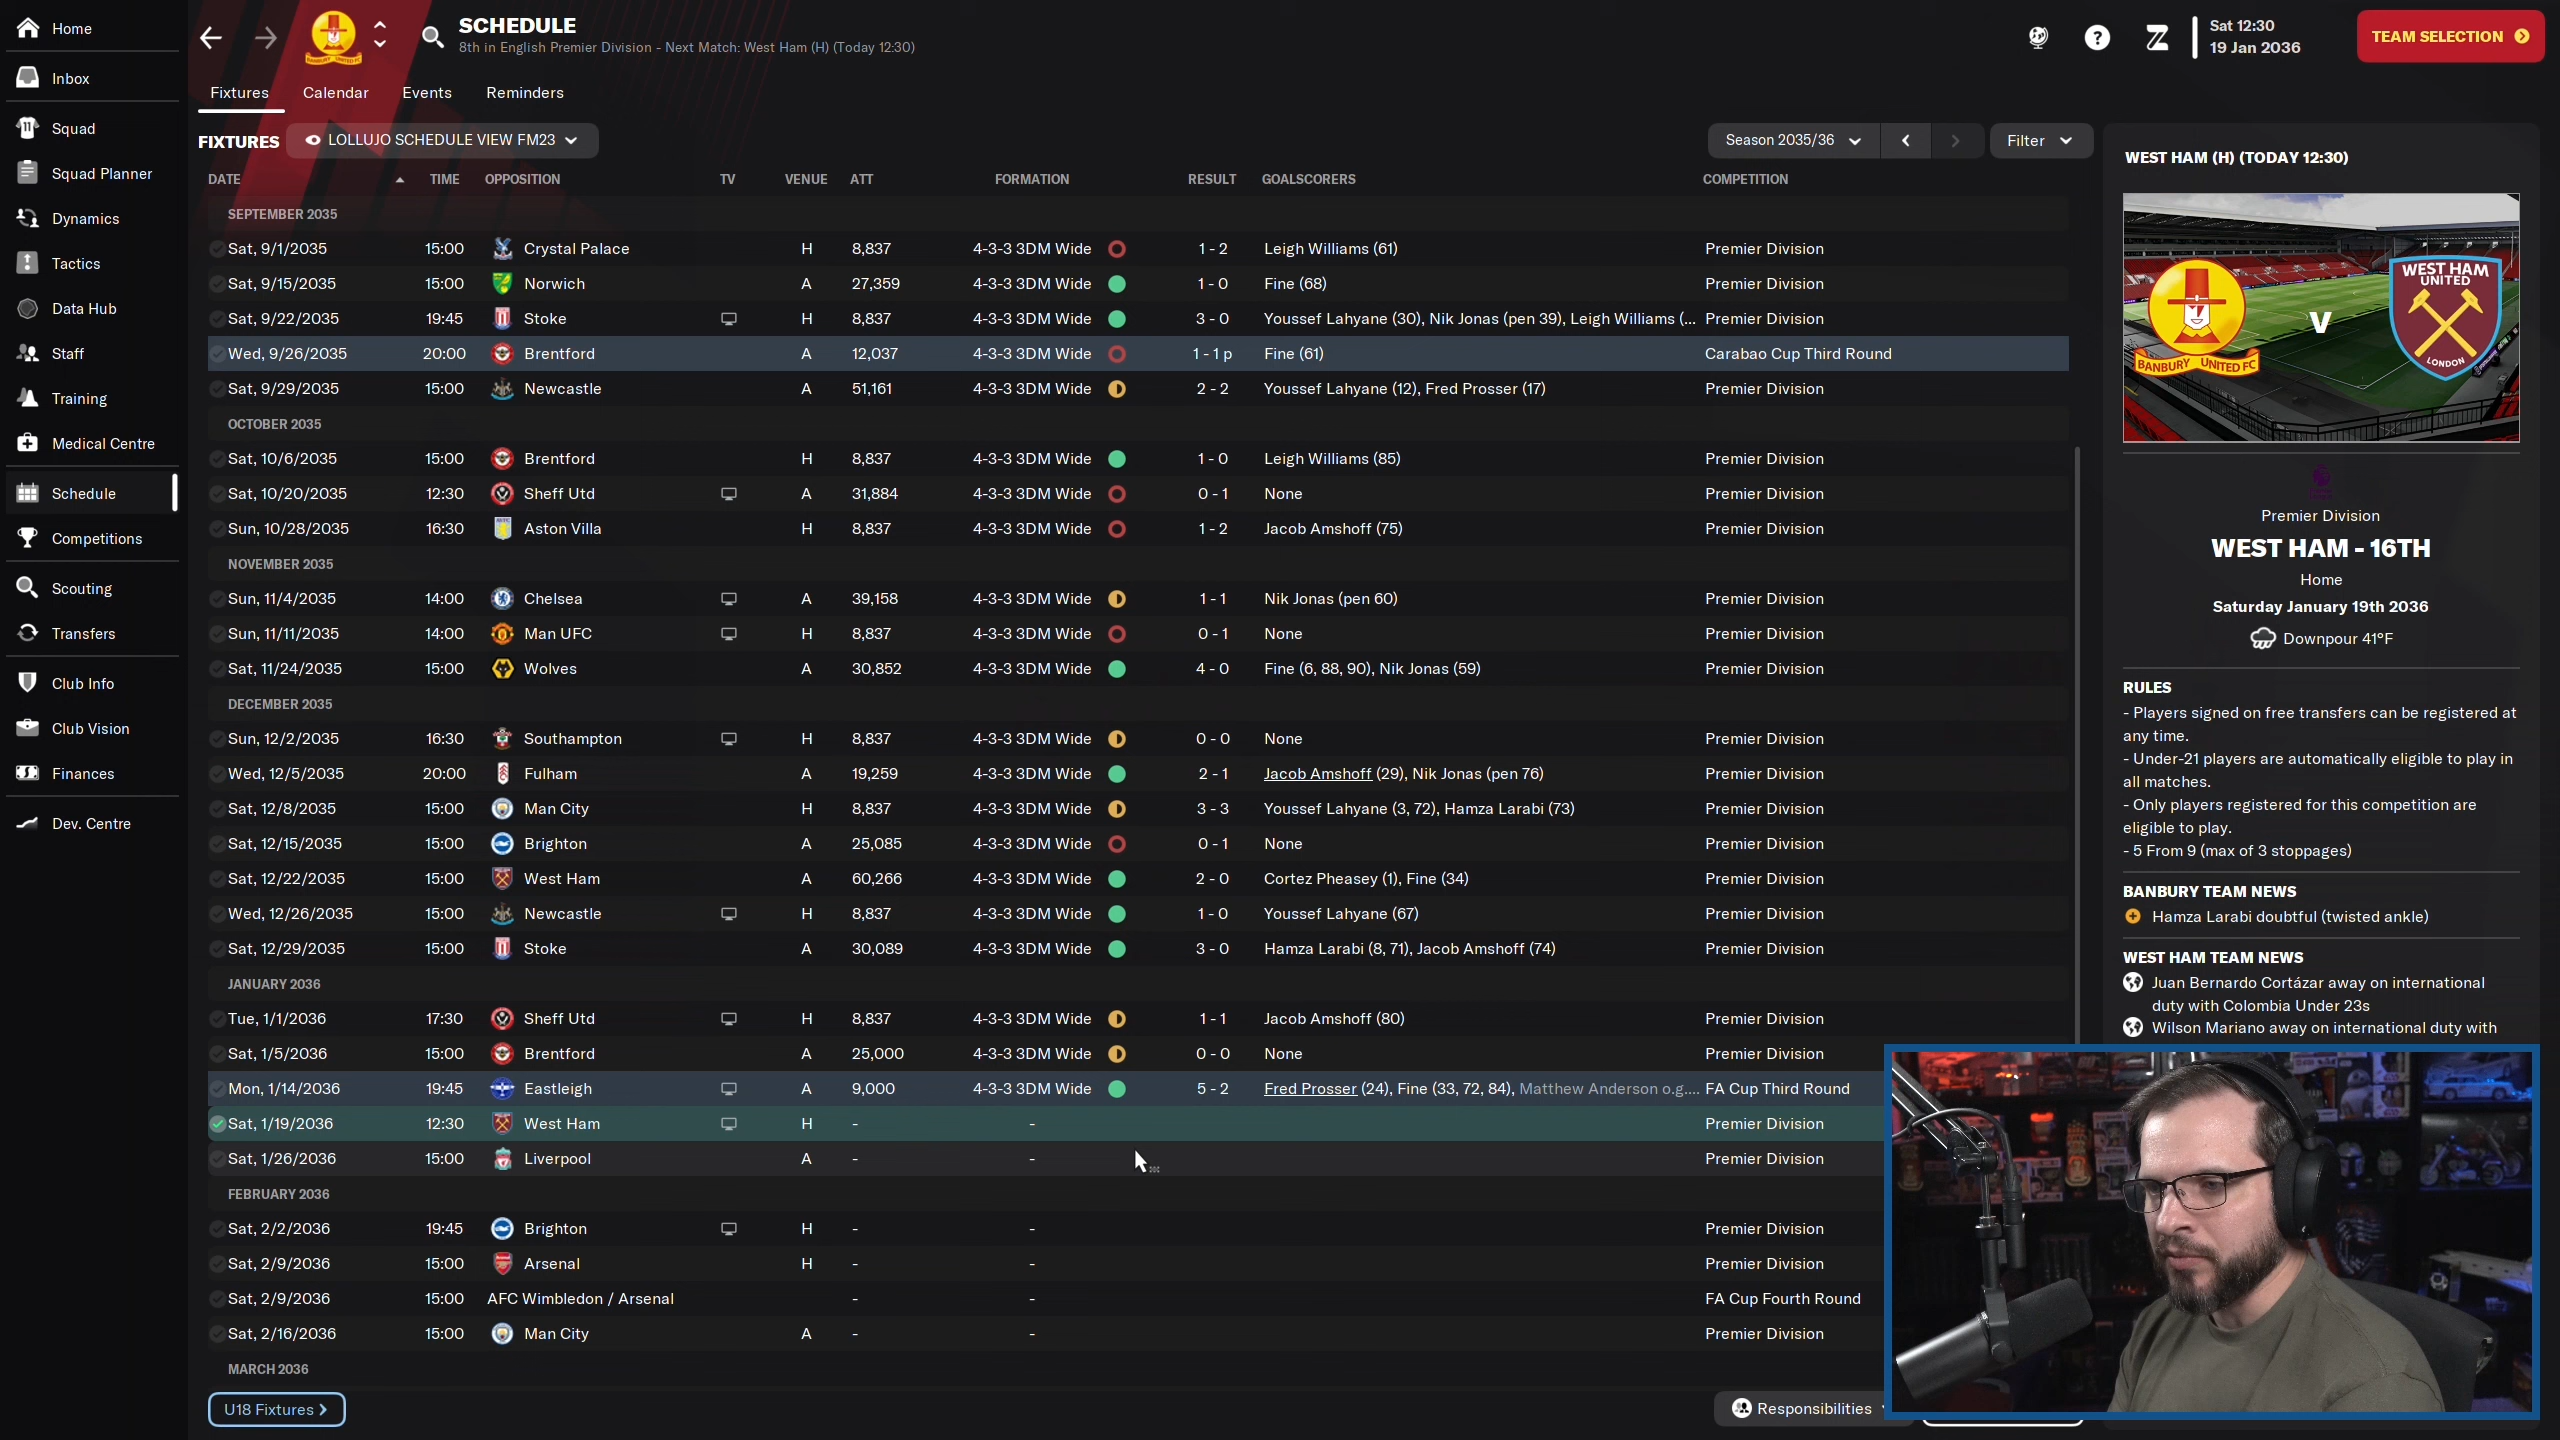 Home
Inbox
Squad
Squad Planner
Dynamics
Tactics
Data Hub
Staff
Training
Medical Centre
Schedule
Competitions
Scouting
Transfers
Club Info
Club Vision
Finances
Dev. Centre
BANBURY UNITED FC
SCHEDULE
8th in English Premier Division - Next Match: West Ham (H) (Today 12:30)
Sat 12:30
19 Jan 2036
TEAM SELECTION
Fixtures Calendar Events Reminders
FIXTURES LOLLUJO SCHEDULE VIEW FM23 Season 2035/36 Filter
DATE TIME OPPOSITION TV VENUE ATT FORMATION RESULT GOALSCORERS COMPETITION
SEPTEMBER 2035
Sat, 9/1/2035 15:00 Crystal Palace H 8,837 4-3-3 3DM Wide 1 - 2 Leigh Williams (61) Premier Division
Sat, 9/15/2035 15:00 Norwich A 27,359 4-3-3 3DM Wide 1 - 0 Fine (68) Premier Division
Sat, 9/22/2035 19:45 Stoke H 8,837 4-3-3 3DM Wide 3 - 0 Youssef Lahyane (30), Nik Jonas (pen 39), Leigh Williams (... Premier Division
Wed, 9/26/2035 20:00 Brentford A 12,037 4-3-3 3DM Wide 1 - 1 p Fine (61) Carabao Cup Third Round
Sat, 9/29/2035 15:00 Newcastle A 51,161 4-3-3 3DM Wide 2 - 2 Youssef Lahyane (12), Fred Prosser (17) Premier Division
OCTOBER 2035
Sat, 10/6/2035 15:00 Brentford H 8,837 4-3-3 3DM Wide 1 - 0 Leigh Williams (85) Premier Division
Sat, 10/20/2035 12:30 Sheff Utd A 31,884 4-3-3 3DM Wide 0 - 1 None Premier Division
Sun, 10/28/2035 16:30 Aston Villa H 8,837 4-3-3 3DM Wide 1 - 2 Jacob Amshoff (75) Premier Division
NOVEMBER 2035
Sun, 11/4/2035 14:00 Chelsea A 39,158 4-3-3 3DM Wide 1 - 1 Nik Jonas (pen 60) Premier Division
Sun, 11/11/2035 14:00 Man UFC H 8,837 4-3-3 3DM Wide 0 - 1 None Premier Division
Sat, 11/24/2035 15:00 Wolves A 30,852 4-3-3 3DM Wide 4 - 0 Fine (6, 88, 90), Nik Jonas (59) Premier Division
DECEMBER 2035
Sun, 12/2/2035 16:30 Southampton H 8,837 4-3-3 3DM Wide 0 - 0 None Premier Division
Wed, 12/5/2035 20:00 Fulham A 19,259 4-3-3 3DM Wide 2 - 1 Jacob Amshoff (29), Nik Jonas (pen 76) Premier Division
Sat, 12/8/2035 15:00 Man City H 8,837 4-3-3 3DM Wide 3 - 3 Youssef Lahyane (3, 72), Hamza Larabi (73) Premier Division
Sat, 12/15/2035 15:00 Brighton A 25,085 4-3-3 3DM Wide 0 - 1 None Premier Division
Sat, 12/22/2035 15:00 West Ham A 60,266 4-3-3 3DM Wide 2 - 0 Cortez Pheasey (1), Fine (34) Premier Division
Wed, 12/26/2035 15:00 Newcastle H 8,837 4-3-3 3DM Wide 1 - 0 Youssef Lahyane (67) Premier Division
Sat, 12/29/2035 15:00 Stoke A 30,089 4-3-3 3DM Wide 3 - 0 Hamza Larabi (8, 71), Jacob Amshoff (74) Premier Division
JANUARY 2036
Tue, 1/1/2036 17:30 Sheff Utd H 8,837 4-3-3 3DM Wide 1 - 1 Jacob Amshoff (80) Premier Division
Sat, 1/5/2036 15:00 Brentford A 25,000 4-3-3 3DM Wide 0 - 0 None Premier Division
Mon, 1/14/2036 19:45 Eastleigh A 9,000 4-3-3 3DM Wide 5 - 2 Fred Prosser (24), Fine (33, 72, 84), Matthew Anderson o.g.... FA Cup Third Round
Sat, 1/19/2036 12:30 West Ham H - - Premier Division
Sat, 1/26/2036 15:00 Liverpool A - - Premier Division
FEBRUARY 2036
Sat, 2/2/2036 19:45 Brighton H - - Premier Division
Sat, 2/9/2036 15:00 Arsenal H - - Premier Division
Sat, 2/9/2036 15:00 AFC Wimbledon / Arsenal - - FA Cup Fourth Round
Sat, 2/16/2036 15:00 Man City A - - Premier Division
MARCH 2036
U18 Fixtures
Responsibilities
WEST HAM (H) (TODAY 12:30)
BANBURY UNITED FC
V
WEST HAM
UNITED
LONDON
Premier Division
WEST HAM - 16TH
Home
Saturday January 19th 2036
Downpour 41°F
RULES
- Players signed on free transfers can be registered at
any time.
- Under-21 players are automatically eligible to play in
all matches.
- Only players registered for this competition are
eligible to play.
- 5 From 9 (max of 3 stoppages)
BANBURY TEAM NEWS
Hamza Larabi doubtful (twisted ankle)
WEST HAM TEAM NEWS
Juan Bernardo Cortázar away on international
duty with Colombia Under 23s
Wilson Mariano away on international duty with